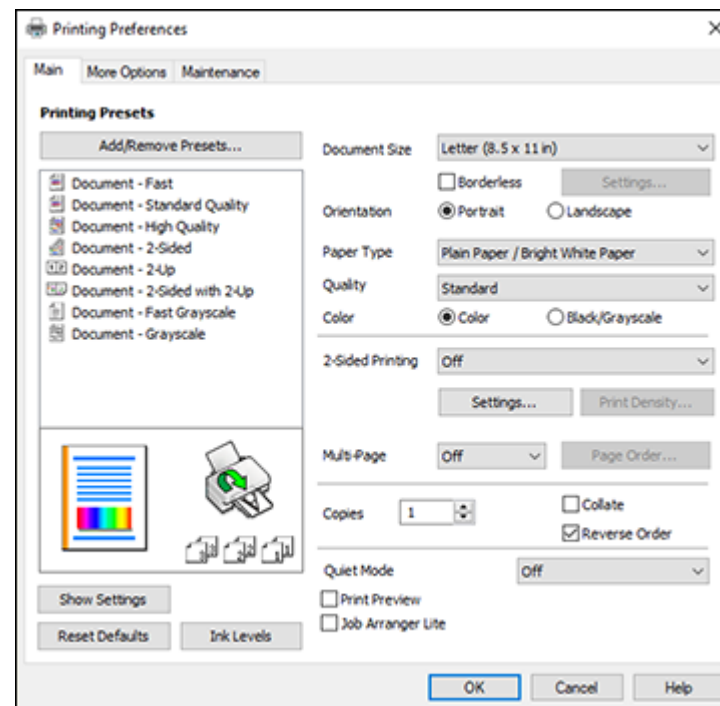 Printing Preferences
Main More Options Maintenance
Printing Presets
Add/Remove Presets...
Document - Fast
Document - Standard Quality
Document - High Quality
Document - 2-Sided
Document - 2-Up
Document - 2-Sided with 2-Up
Document - Fast Grayscale
Document - Grayscale
Show Settings
Reset Defaults Ink Levels
Document Size Letter (8.5 x 11 in)
Borderless Settings...
Orientation Portrait Landscape
Paper Type Plain Paper / Bright White Paper
Quality Standard
Color Color Black/Grayscale
2-Sided Printing Off
Settings... Print Density...
Multi-Page Off Page Order...
Copies 1 Collate
Reverse Order
Quiet Mode Off
Print Preview
Job Arranger Lite
OK Cancel Help